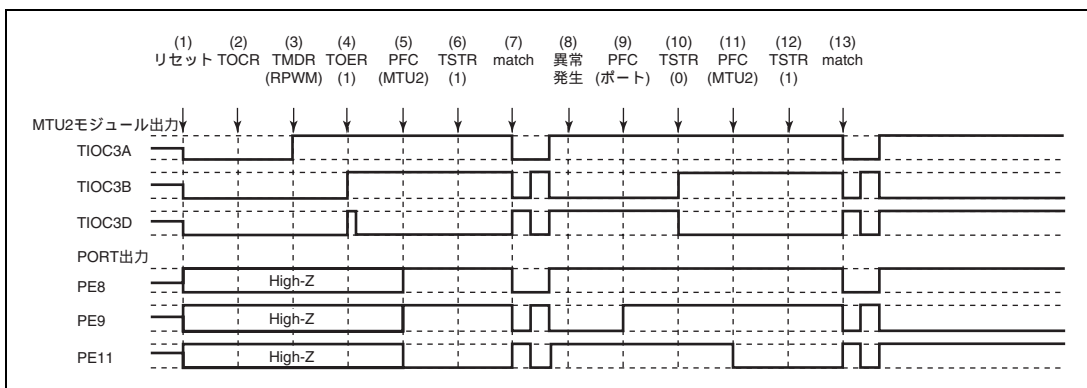 (1) (2) (3) (4) (5) (6) (7) (8) (9) (10) (11) (12) (13)
リセット TOCR TMDR TOER PFC TSTR match 異常 PFC TSTR PFC TSTR match
(RPWM) (1) (MTU2) (1) 発生 (ポート) (0) (MTU2) (1)
MTU2モジュール出力
TIOC3A
TIOC3B
TIOC3D
PORT出力
PE8 High-Z
PE9 High-Z
PE11 High-Z